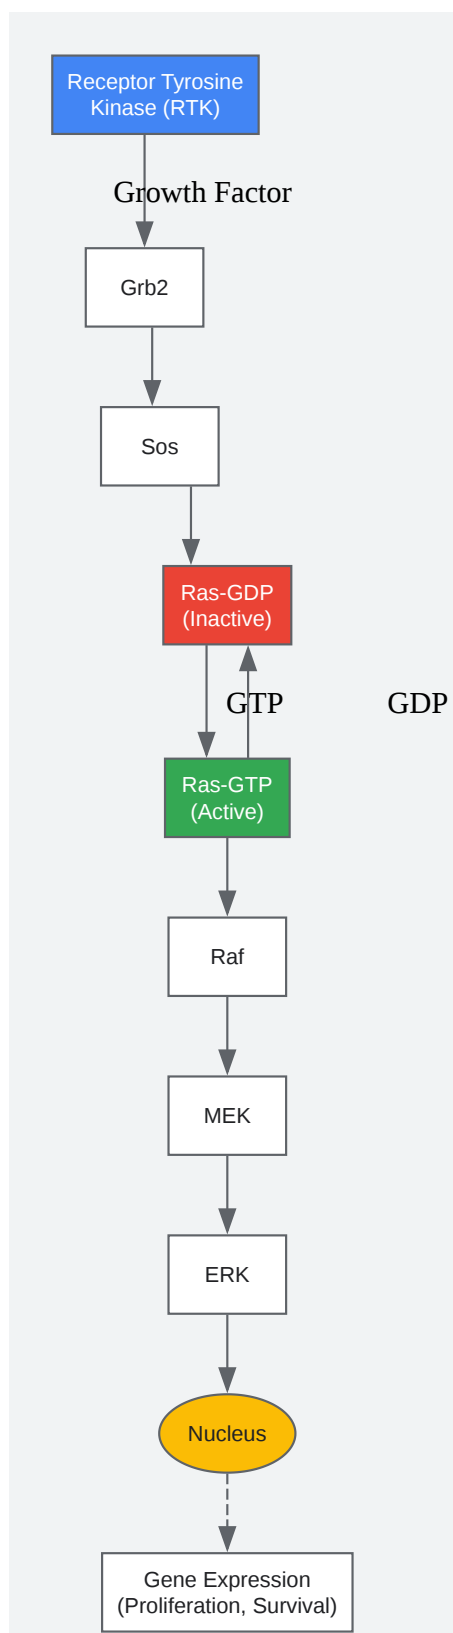 Receptor Tyrosine
Kinase (RTK)
Growth Factor
Grb2
Sos
Ras-GDP
(Inactive)
GTP
GDP
Ras-GTP
(Active)
Raf
MEK
ERK
Nucleus
Gene Expression
(Proliferation, Survival)